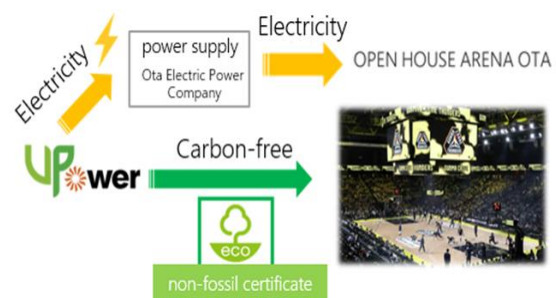 Electricity
power supply
Ota Electric Power
Company
Electricity
OPEN HOUSE ARENA OTA
UPower
Carbon-free
eco
non-fossil certificate